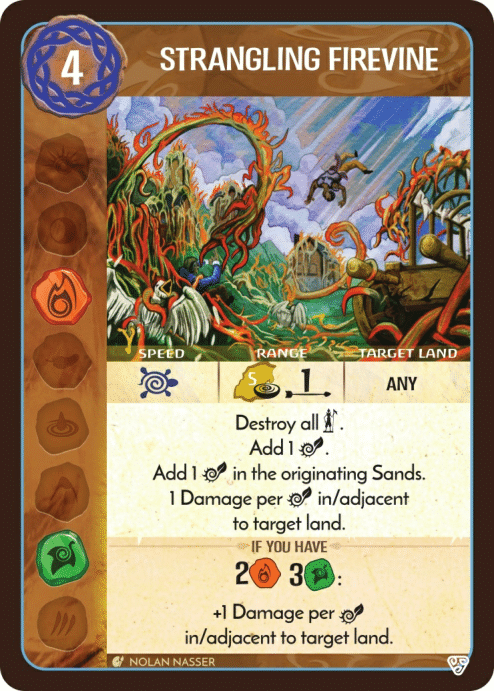 4
STRANGLING FIREVINE
SPEED RANGE TARGET LAND
S 1 ANY
Destroy all .
Add 1 .
Add 1 in the originating Sands.
1 Damage per in/adjacent
to target land.
IF YOU HAVE
2 3 :
+1 Damage per
in/adjacent to target land.
NOLAN NASSER